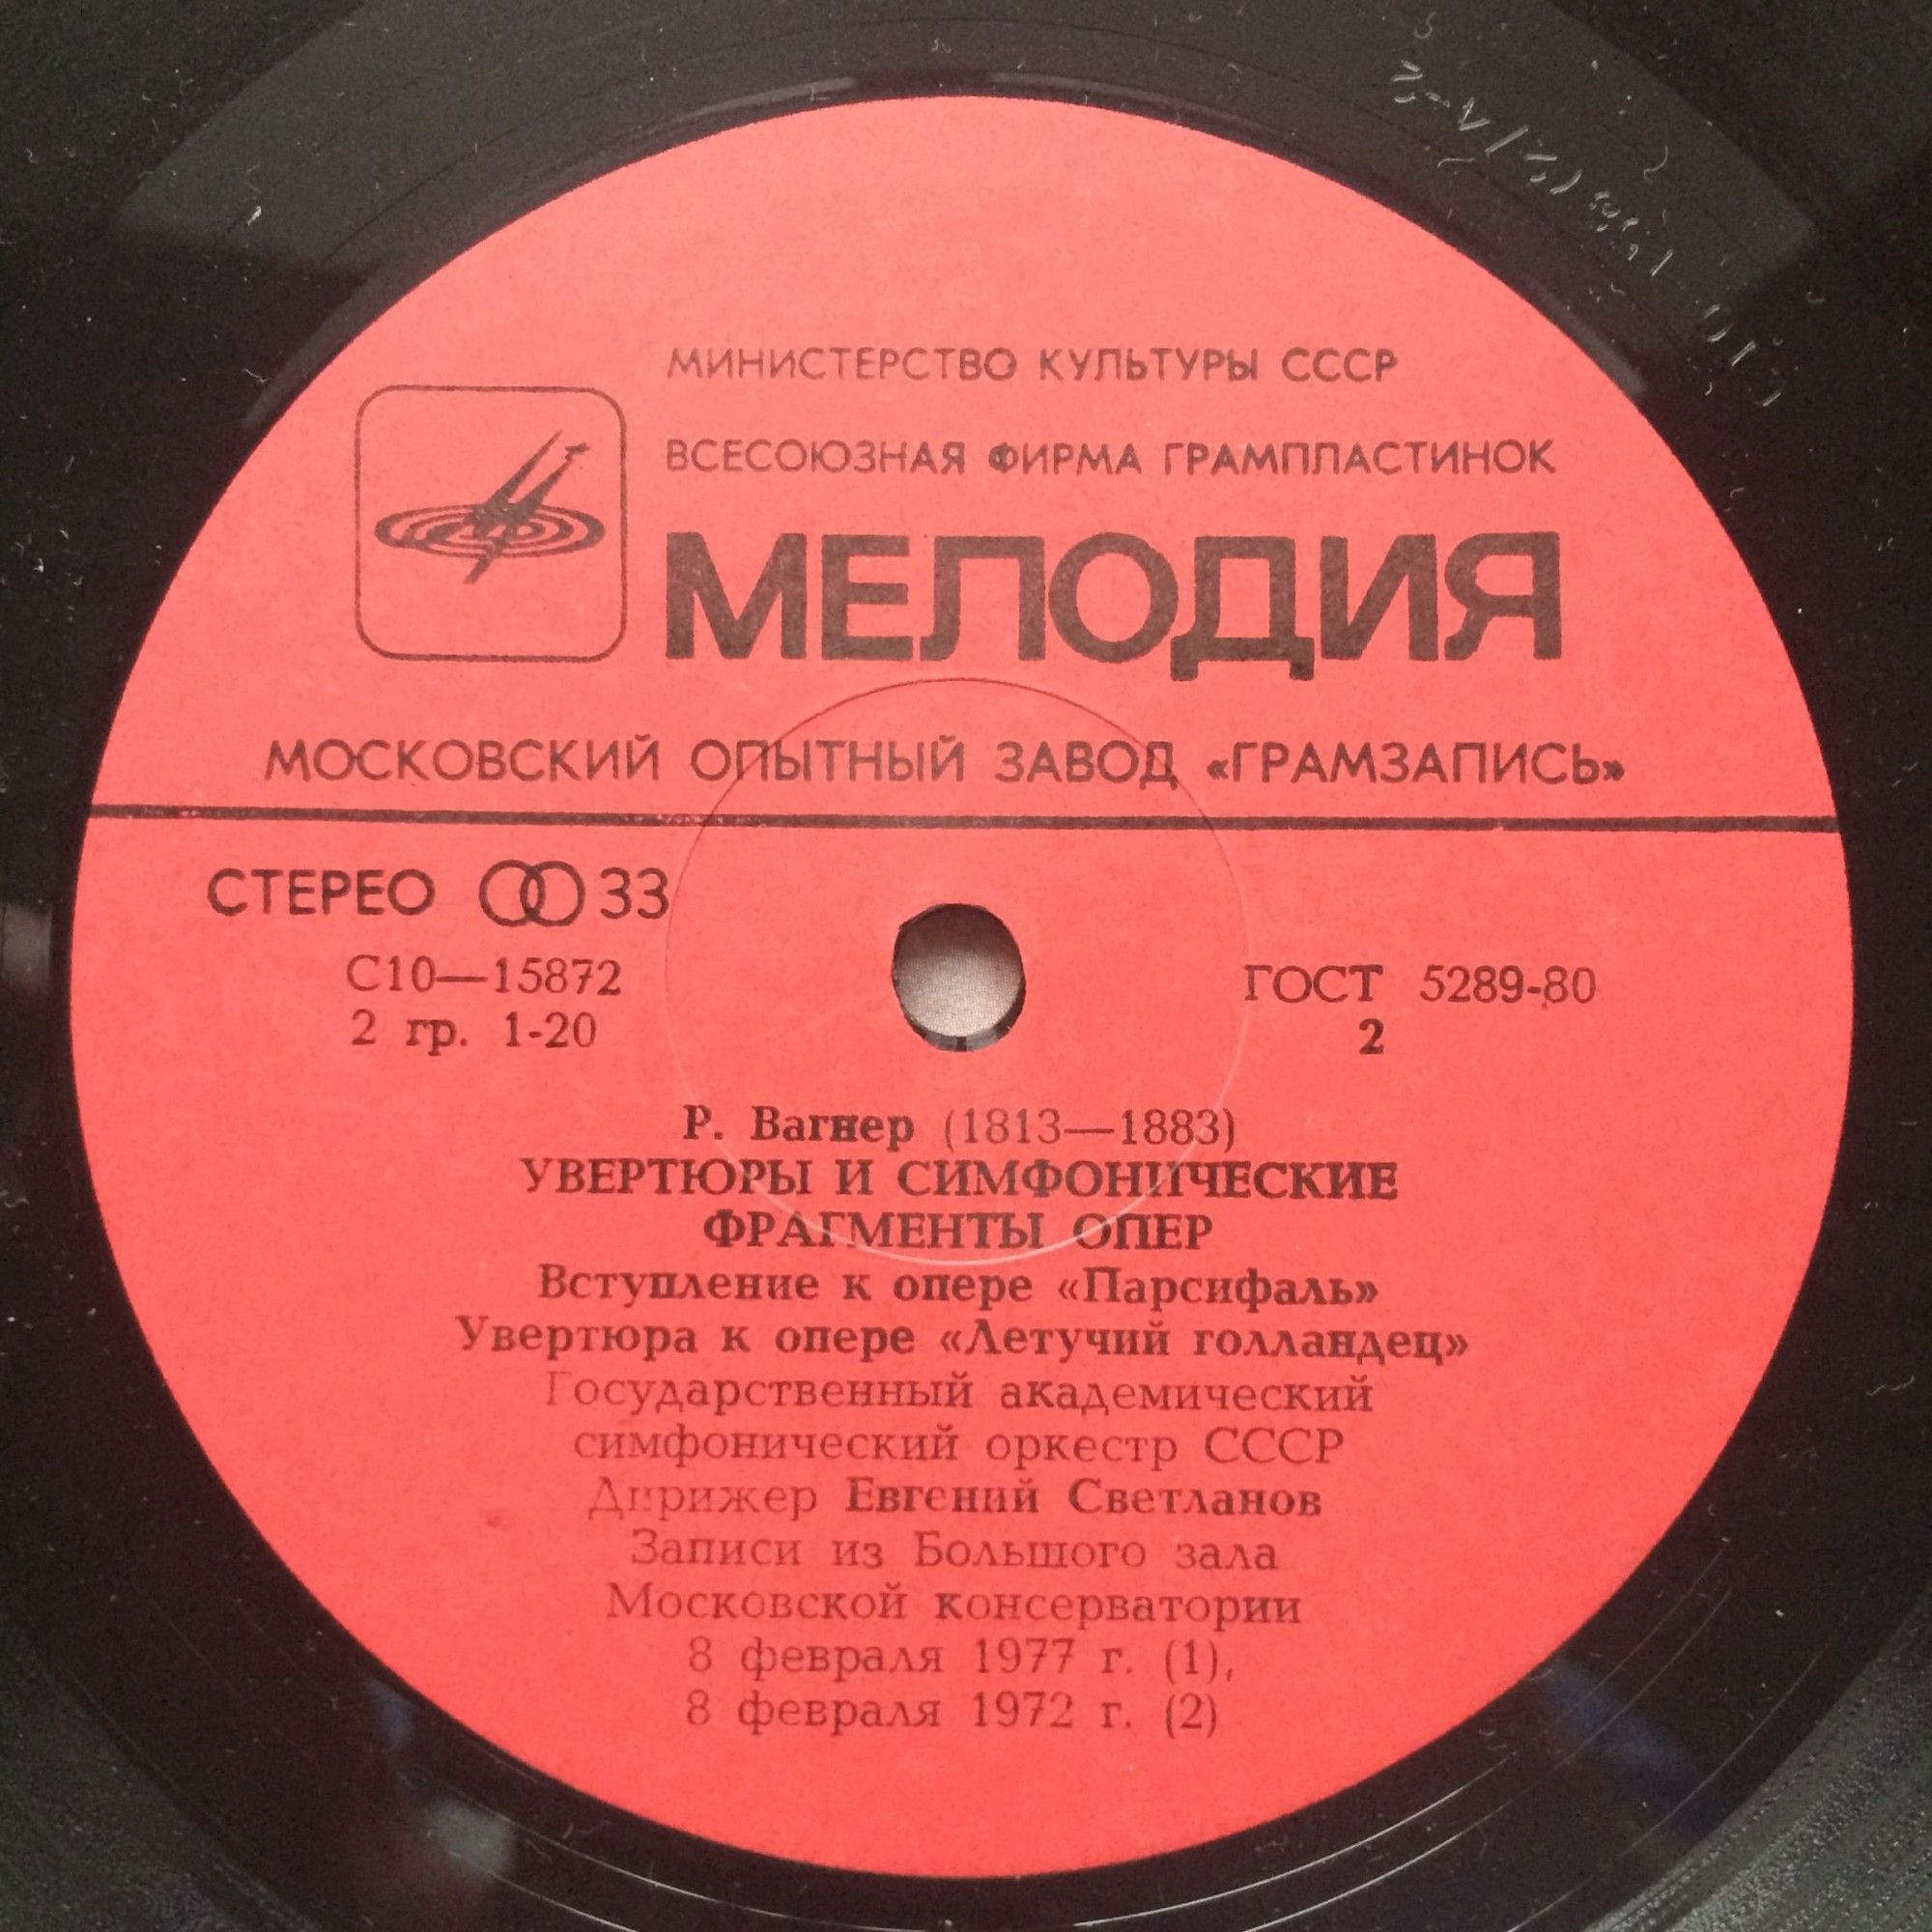 МИНИСТЕРСТВО КУЛЬТУРЫ СССР
ВСЕСОЮЗНАЯ ФИРМА ГРАМПЛАСТИНОК
МЕЛОДИЯ
МОСКОВСКИЙ ОПЫТНЫЙ ЗАВОД «ГРАМЗАПИСЬ»
СТЕРЕО 33
С10—15872
2 гр. 1-20
ГОСТ 5289-80
2
Р. Вагнер (1813—1883)
УВЕРТЮРЫ И СИМФОНИЧЕСКИЕ
ФРАГМЕНТЫ ОПЕР
Вступление к опере «Парсифаль»
Увертюра к опере «Летучий голландец»
Государственный академический
симфонический оркестр СССР
Дирижер Евгений Светланов
Записи из Большого зала
Московской консерватории
8 февраля 1977 г. (1),
8 февраля 1972 г. (2)